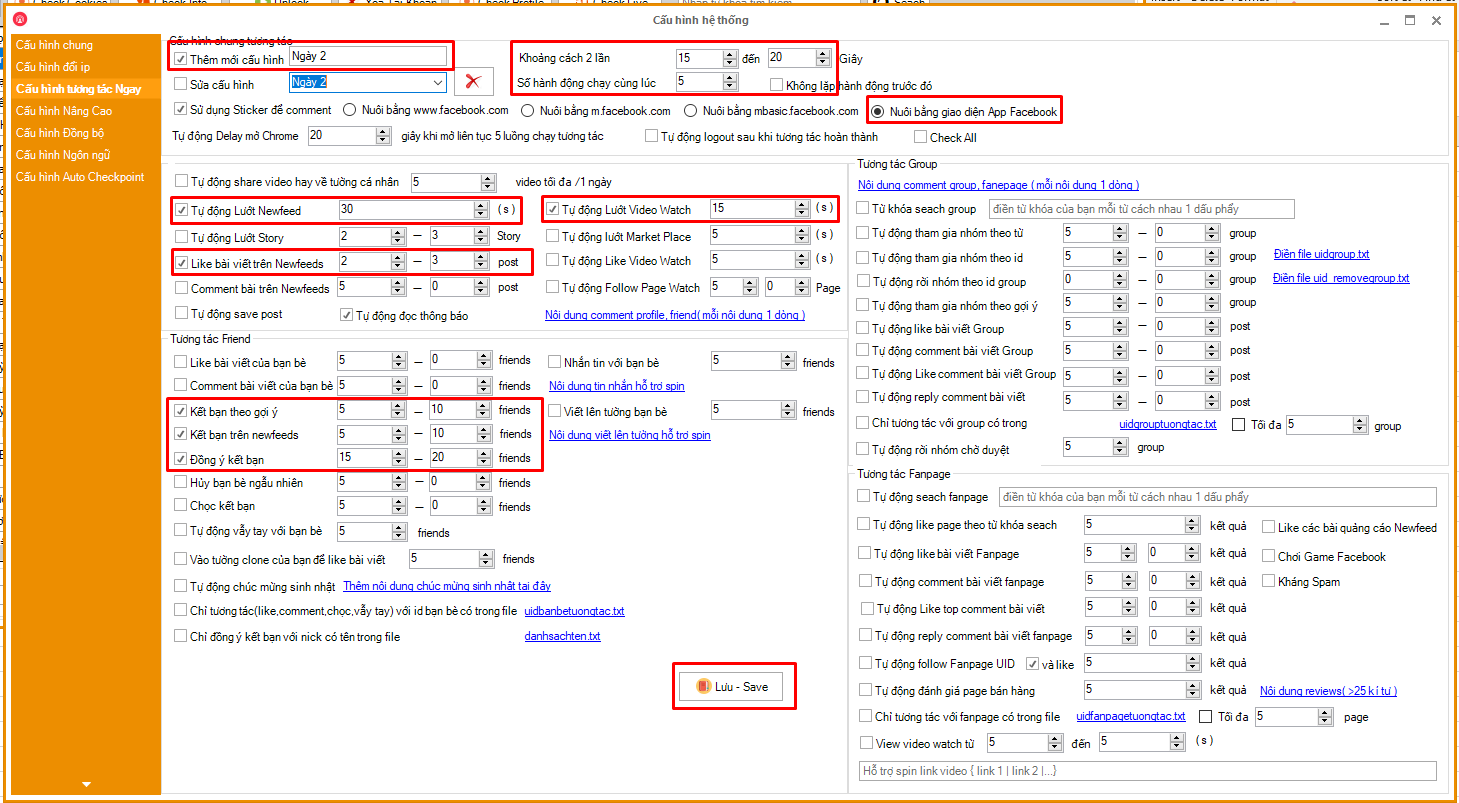 Cấu hình hệ thống
Cấu hình chung
Cấu hình đổi ip
Cấu hình tương tác Ngay
Cấu hình Nâng Cao
Cấu hình Đồng bộ
Cấu hình Ngôn ngữ
Cấu hình Auto Checkpoint
Cấu hình chung tương tác
Thêm mới cấu hình Ngày 2
Khoảng cách 2 lần 15 đến 20 Giây
Sửa cấu hình Ngày 2
Số hành động chạy cùng lúc 5 Không lặp hành động trước đó
Sử dụng Sticker để comment Nuôi bằng www.facebook.com Nuôi bằng m.facebook.com Nuôi bằng mbasic.facebook.com Nuôi bằng giao diện App Facebook
Tự động Delay mở Chrome 20 giây khi mở liên tục 5 luồng chạy tương tác Tự động logout sau khi tương tác hoàn thành Check All
Tự động share video hay về tường cá nhân 5 video tối đa /1 ngày
Tự động Lướt Newfeed 30 ( s ) Tự động Lướt Video Watch 15 ( s )
Tự động Lướt Story 2 — 3 Story Tự động lướt Market Place 5 ( s )
Like bài viết trên Newfeeds 2 — 3 post Tự động Like Video Watch 5 ( s )
Comment bài trên Newfeeds 5 — 0 post Tự động Follow Page Watch 5 0 Page
Tự động save post Tự động đọc thông báo Nội dung comment profile, friend( mỗi nội dung 1 dòng )
Tương tác Friend
Like bài viết của bạn bè 5 — 0 friends Nhắn tin với bạn bè 5 friends
Comment bài viết của bạn bè 5 — 0 friends Nội dung tin nhắn hỗ trợ spin
Kết bạn theo gợi ý 5 — 10 friends Viết lên tường bạn bè 5 friends
Kết bạn trên newfeeds 5 — 10 friends Nội dung viết lên tường hỗ trợ spin
Đồng ý kết bạn 15 — 20 friends
Hủy bạn bè ngẫu nhiên 5 — 0 friends
Chọc kết bạn 5 — 0 friends
Tự động vẫy tay với bạn bè 5 friends
Vào tường clone của bạn để like bài viết 5 friends
Tự động chúc mừng sinh nhật Thêm nội dung chúc mừng sinh nhật tại đây
Chỉ tương tác(like,comment,chọc,vẫy tay) với id bạn bè có trong file uidbanbetuongtac.txt
Chỉ đồng ý kết bạn với nick có tên trong file danhsachten.txt
Lưu - Save
Tương tác Group
Nội dung comment group, fanepage ( mỗi nội dung 1 dòng )
Từ khóa seach group điền từ khóa của bạn mỗi từ cách nhau 1 dấu phẩy
Tự động tham gia nhóm theo từ 5 — 0 group
Tự động tham gia nhóm theo id 5 — 0 group Điền file uidgroup.txt
Tự động rời nhóm theo id group 0 — 0 group Điền file uid_removegroup.txt
Tự động tham gia nhóm theo gợi ý 5 — 0 group
Tự động like bài viết Group 5 — 0 post
Tự động comment bài viết Group 5 — 0 post
Tự động Like comment bài viết Group 5 — 0 post
Tự động reply comment bài viết 5 — 0 post
Chỉ tương tác với group có trong uidgrouptuongtac.txt Tối đa 5 group
Tự động rời nhóm chờ duyệt 5 group
Tương tác Fanpage
Tự động seach fanpage điền từ khóa của bạn mỗi từ cách nhau 1 dấu phẩy
Tự động like page theo từ khóa seach 5 kết quả Like các bài quảng cáo Newfeed
Tự động like bài viết Fanpage 5 0 kết quả Chơi Game Facebook
Tự động comment bài viết fanpage 5 0 kết quả Kháng Spam
Tự động Like top comment bài viết 5 0 kết quả
Tự động reply comment bài viết fanpage 5 0 kết quả
Tự động follow Fanpage UID và like 5 kết quả
Tự động đánh giá page bán hàng 5 kết quả Nội dung reviews( >25 kí tự )
Chỉ tương tác với fanpage có trong file uidfanpagetuongtac.txt Tối đa 5 page
View video watch từ 5 đến 5 ( s )
Hỗ trợ spin link video { link 1 | link 2 |...}